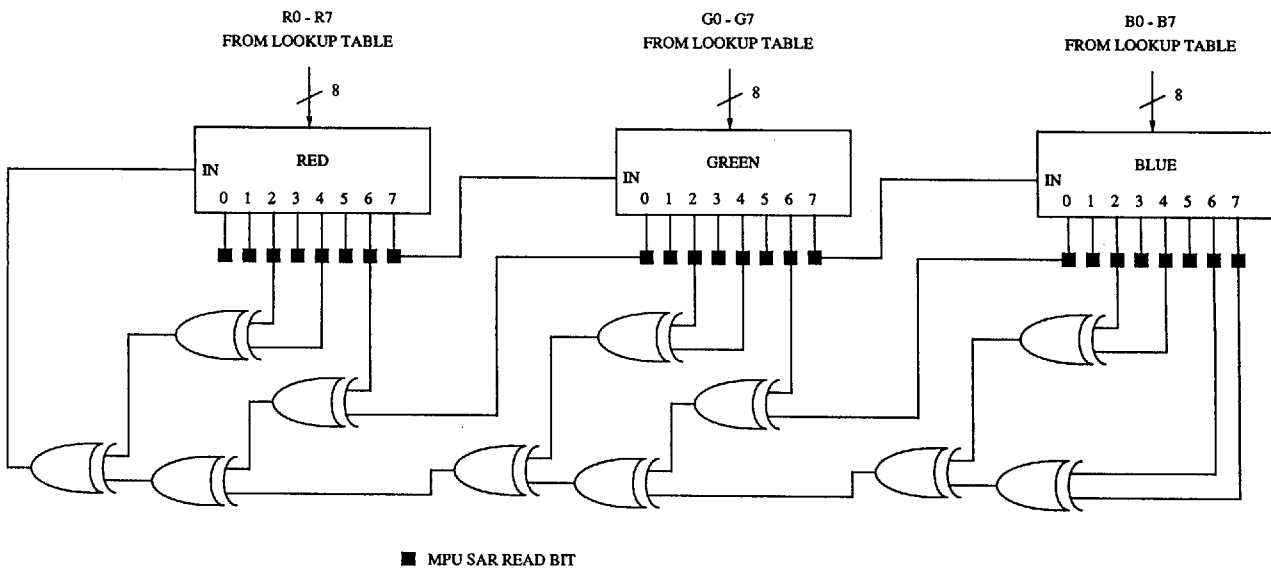 R0 - R7
FROM LOOKUP TABLE
G0 - G7
FROM LOOKUP TABLE
B0 - B7
FROM LOOKUP TABLE
8
8
8
RED
IN
0 1 2 3 4 5 6 7
GREEN
IN
0 1 2 3 4 5 6 7
BLUE
IN
0 1 2 3 4 5 6 7
MPU SAR READ BIT